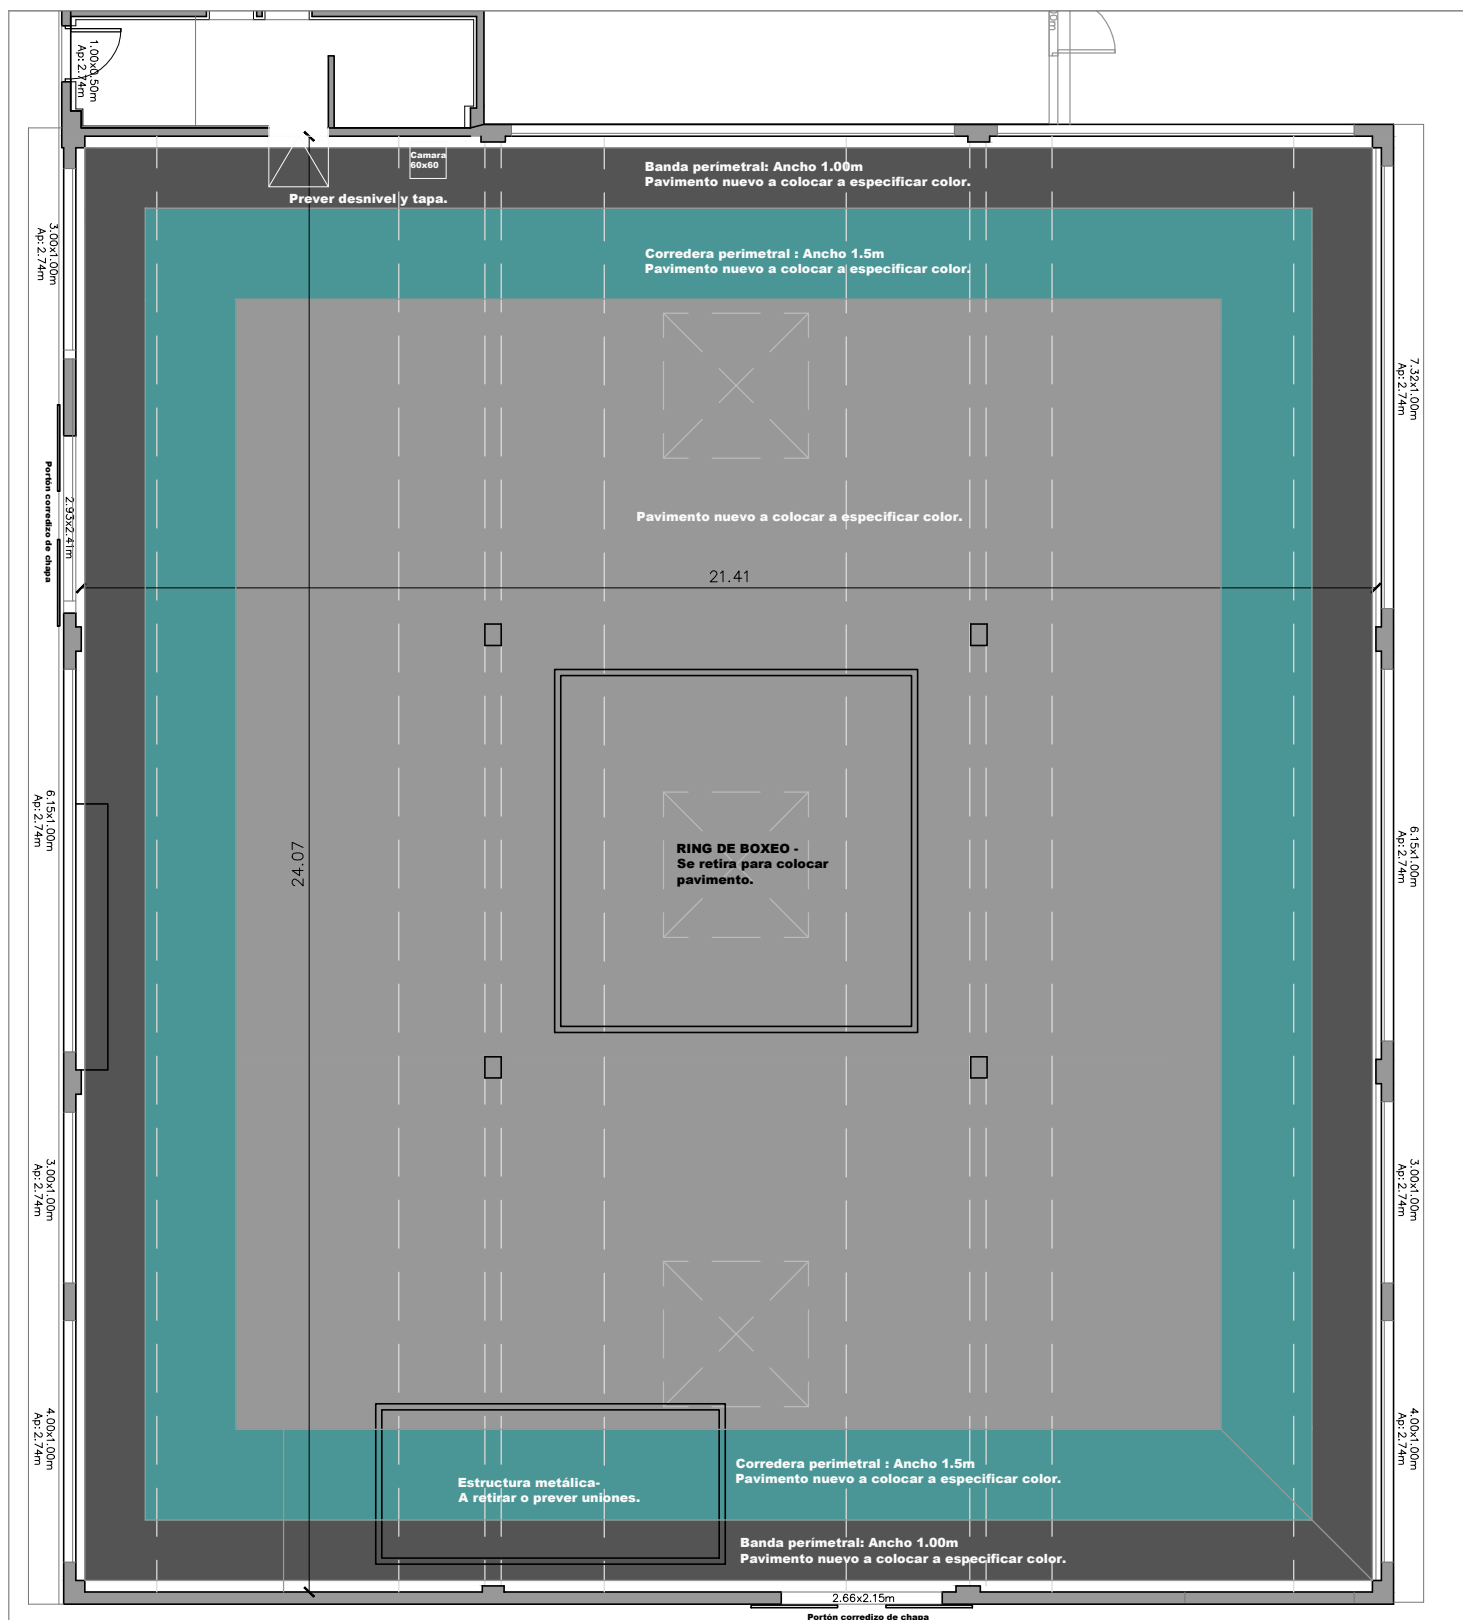 1.00x0.50m
Ap: 2.74m
Camara
60x60
Prever desnivel y tapa.
Banda perímetral: Ancho 1.00m
Pavimento nuevo a colocar a especificar color.
Corredera perimetral : Ancho 1.5m
Pavimento nuevo a colocar a especificar color.
3.00x1.00m
Ap: 2.74m
7.32x1.00m
Ap: 2.74m
Portón corredizo de chapa
2.93x2.41m
Pavimento nuevo a colocar a especificar color.
21.41
24.07
6.15x1.00m
Ap: 2.74m
RING DE BOXEO -
Se retira para colocar
pavimento.
6.15x1.00m
Ap: 2.74m
3.00x1.00m
Ap: 2.74m
3.00x1.00m
Ap: 2.74m
4.00x1.00m
Ap: 2.74m
4.00x1.00m
Ap: 2.74m
Estructura metálica-
A retirar o prever uniones.
Corredera perimetral : Ancho 1.5m
Pavimento nuevo a colocar a especificar color.
Banda perímetral: Ancho 1.00m
Pavimento nuevo a colocar a especificar color.
2.66x2.15m
Portón corredizo de chapa